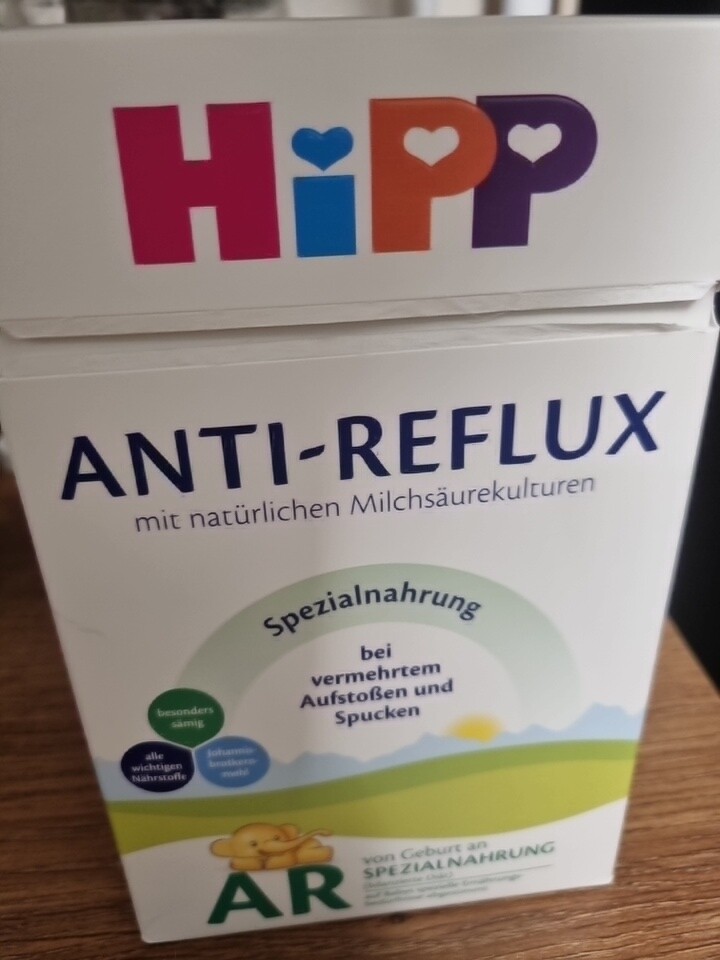 HiPP
ANTI-REFLUX
mit natürlichen Milchsäurekulturen
Spezialnahrung
bei
vermehrtem
Aufstoßen und
Spucken
besonders
sämig
alle
wichtigen
Nährstoffe
Johannis-
brotkern-
mehl
AR
von Geburt an
SPEZIALNAHRUNG